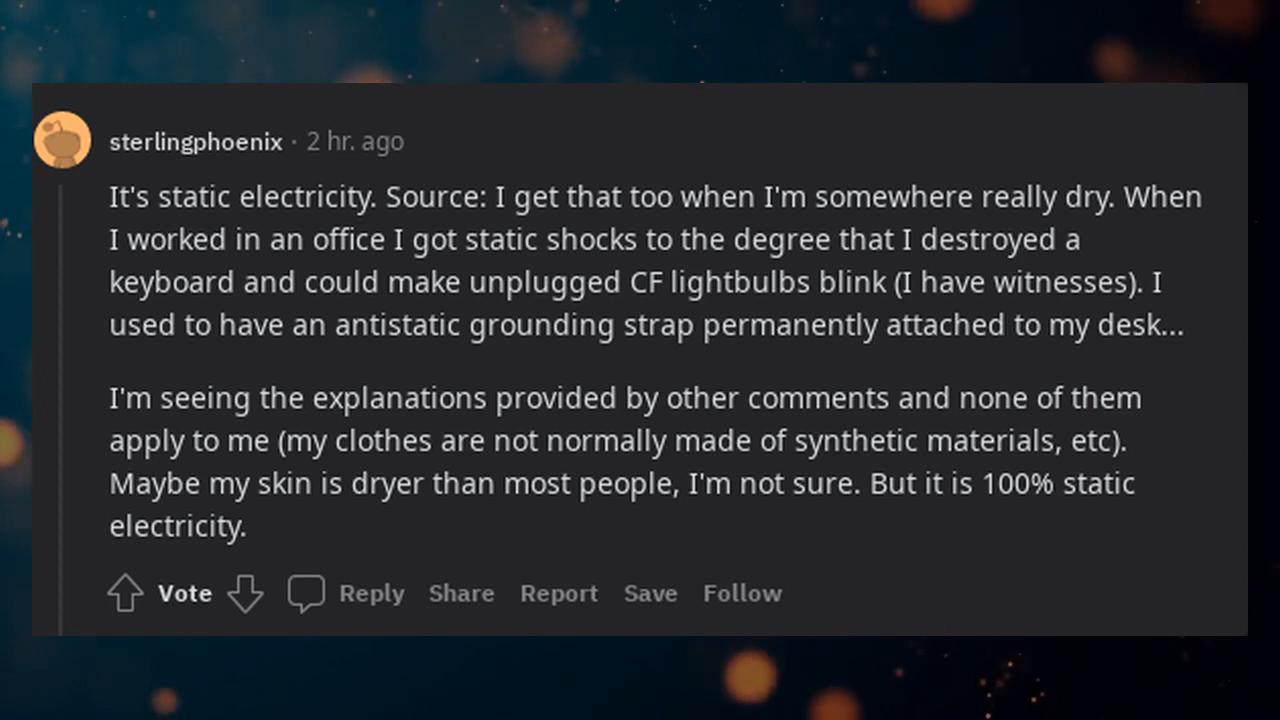 sterlingphoenix · 2 hr. ago
It's static electricity. Source: I get that too when I'm somewhere really dry. When
I worked in an office I got static shocks to the degree that I destroyed a
keyboard and could make unplugged CF lightbulbs blink (I have witnesses). I
used to have an antistatic grounding strap permanently attached to my desk...
I'm seeing the explanations provided by other comments and none of them
apply to me (my clothes are not normally made of synthetic materials, etc).
Maybe my skin is dryer than most people, I'm not sure. But it is 100% static
electricity.
Vote Reply Share Report Save Follow